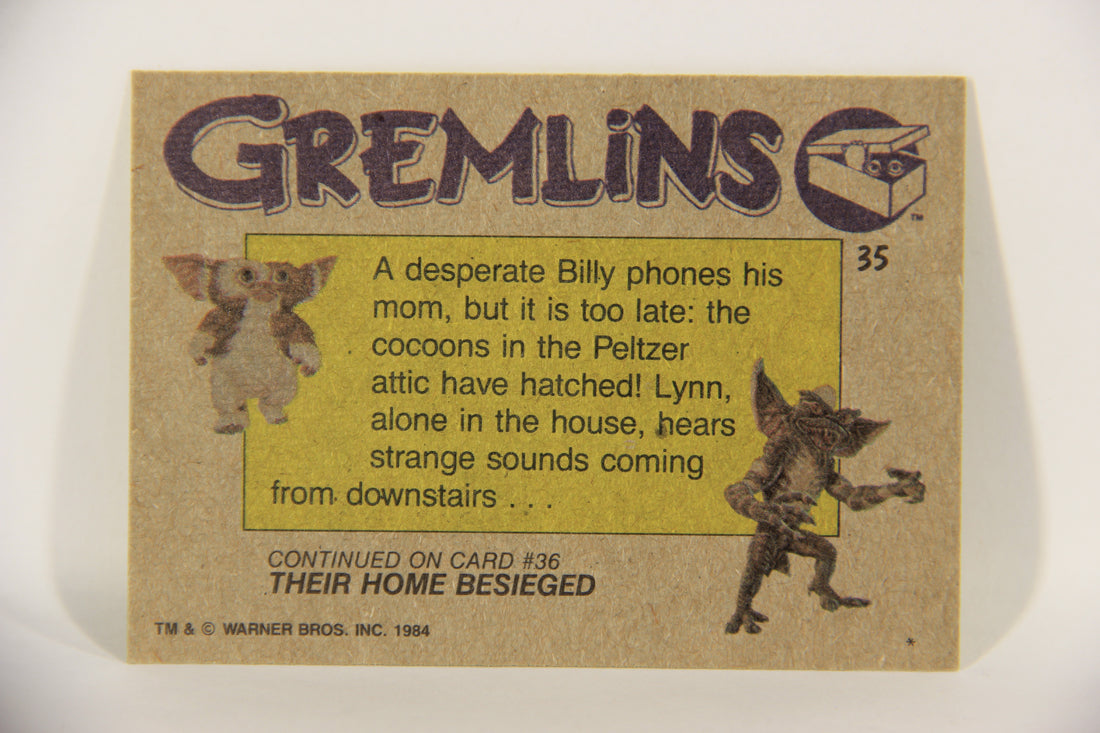 GREMLiNS
TM
35
A desperate Billy phones his
mom, but it is too late: the
cocoons in the Peltzer
attic have hatched! Lynn,
alone in the house, hears
strange sounds coming
from downstairs . . .
CONTINUED ON CARD #36
THEIR HOME BESIEGED
TM & © WARNER BROS. INC. 1984
*